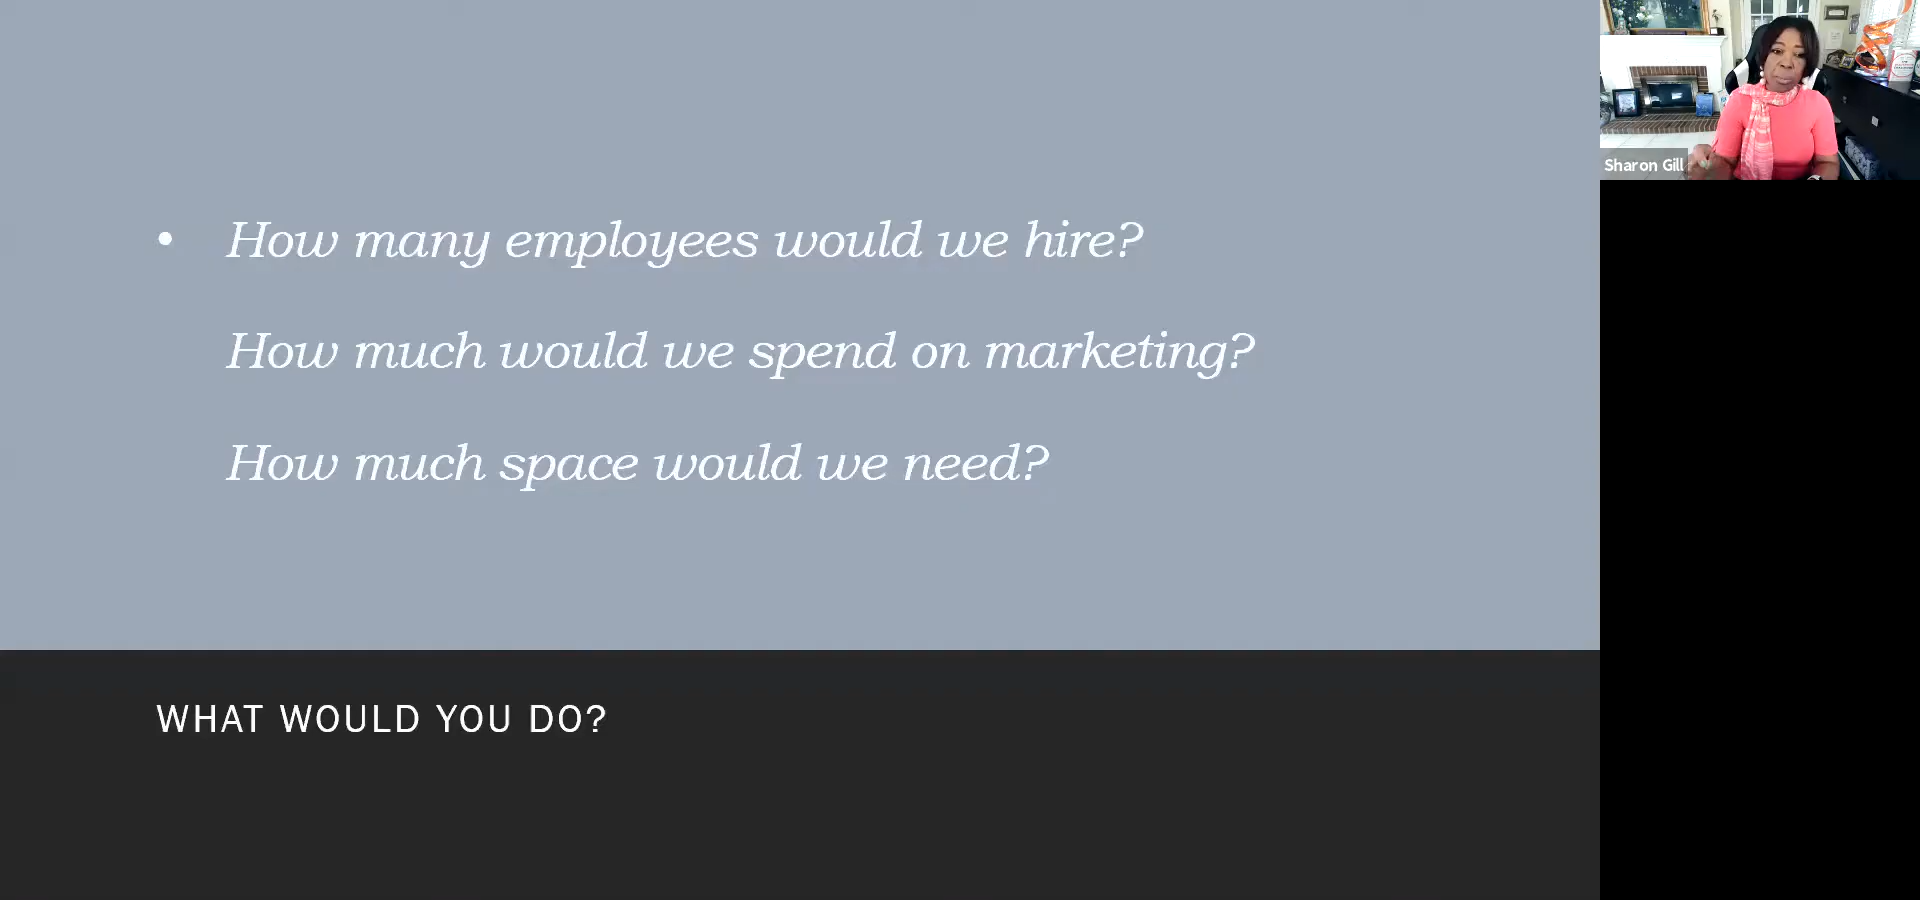 • How many employees would we hire?
How much would we spend on marketing?
How much space would we need?
WHAT WOULD YOU DO?
Sharon Gill